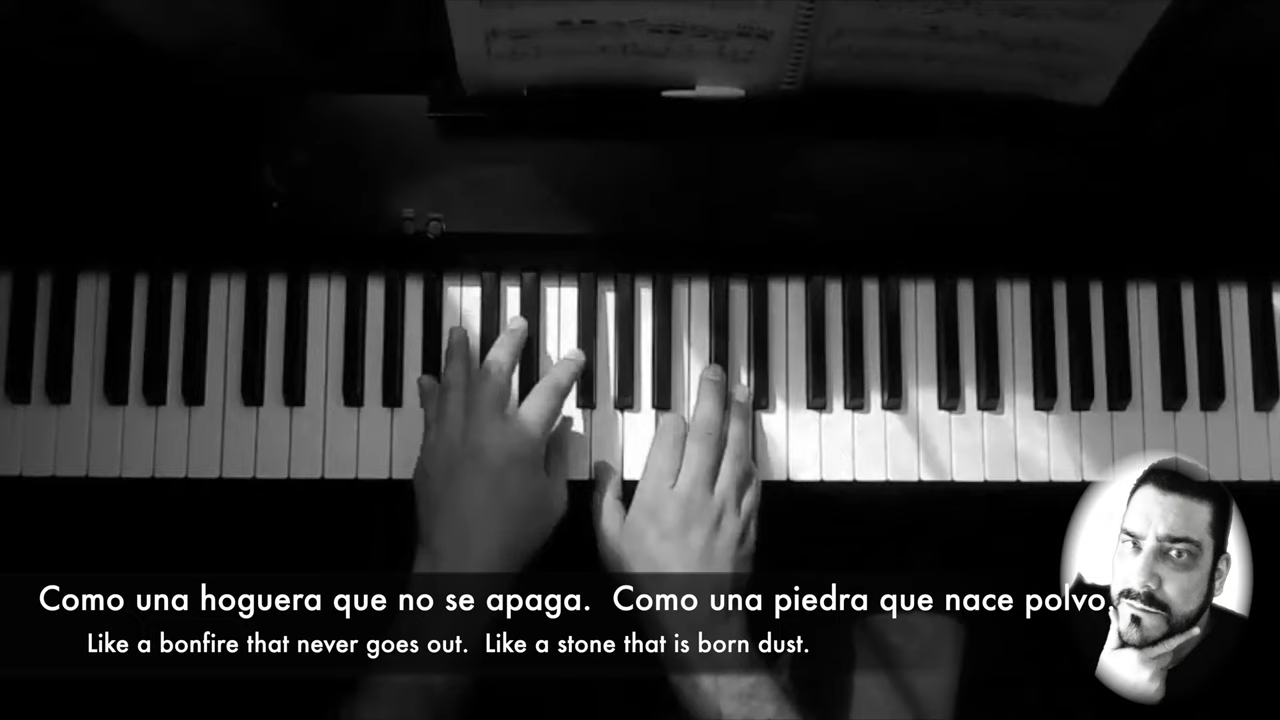 Como una hoguera que no se apaga.  Como una piedra que nace polvo.
Like a bonfire that never goes out.  Like a stone that is born dust.